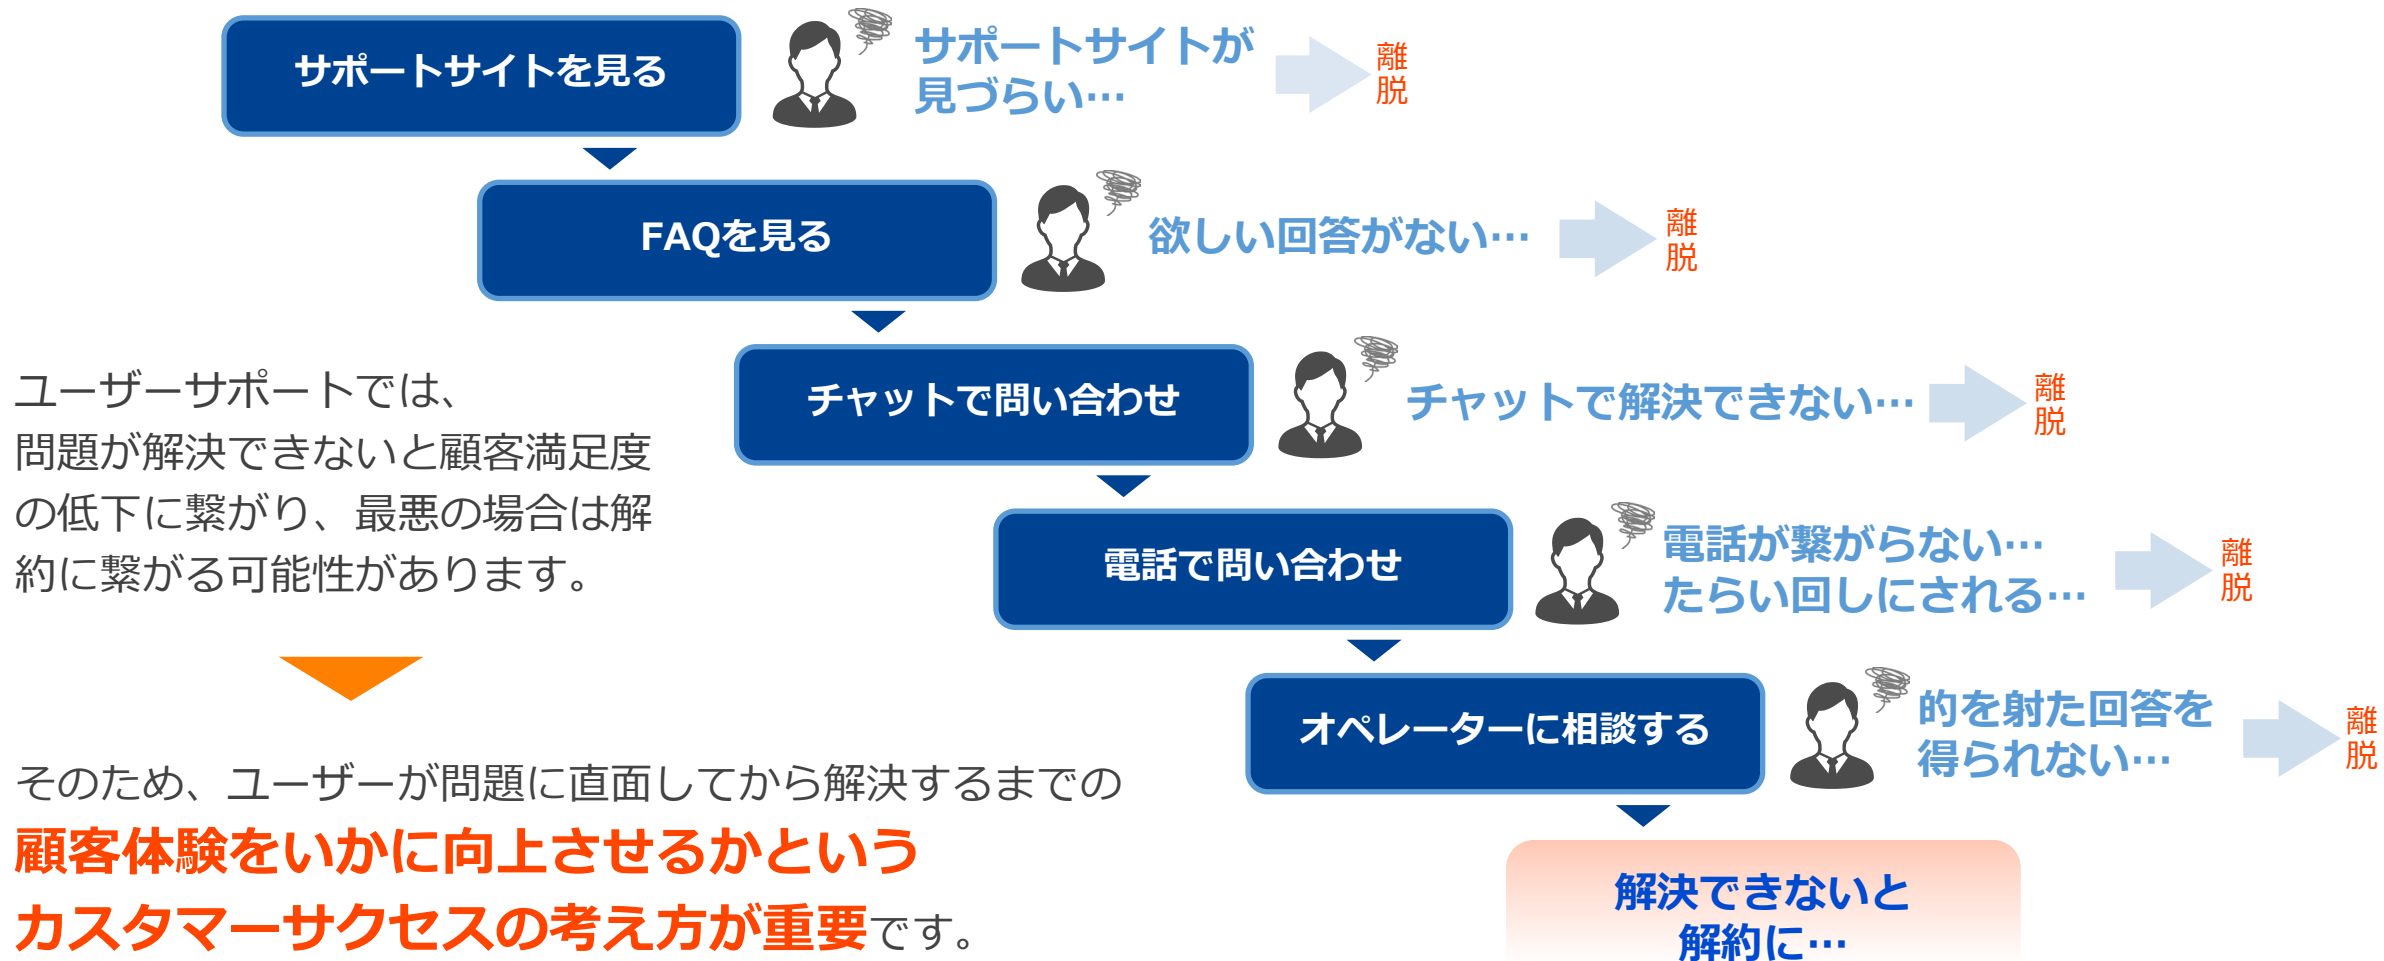 サポートサイトを見る
サポートサイトが
見づらい…
離脱
FAQを見る
欲しい回答がない…
離脱
チャットで問い合わせ
チャットで解決できない…
離脱
電話で問い合わせ
電話が繋がらない…
たらい回しにされる…
離脱
オペレーターに相談する
的を射た回答を
得られない…
離脱
解決できないと
解約に…
ユーザーサポートでは、
問題が解決できないと顧客満足度
の低下に繋がり、最悪の場合は解
約に繋がる可能性があります。
そのため、ユーザーが問題に直面してから解決するまでの
顧客体験をいかに向上させるかという
カスタマーサクセスの考え方が重要です。